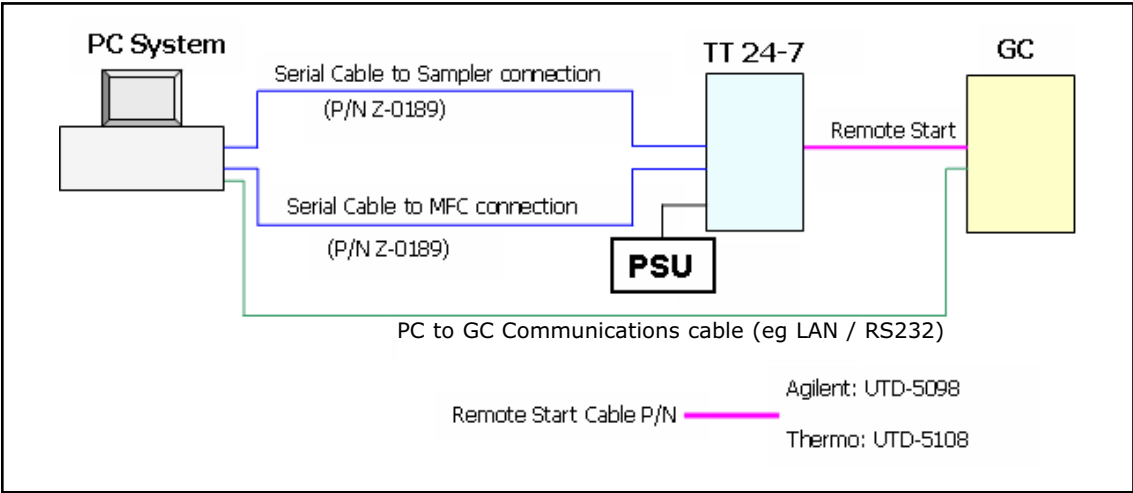 PC System
TT 24-7
GC
Serial Cable to Sampler connection
(P/N Z-0189)
Remote Start
Serial Cable to MFC connection
(P/N Z-0189)
PSU
PC to GC Communications cable (eg LAN / RS232)
Agilent: UTD-5098
Remote Start Cable P/N
Thermo: UTD-5108